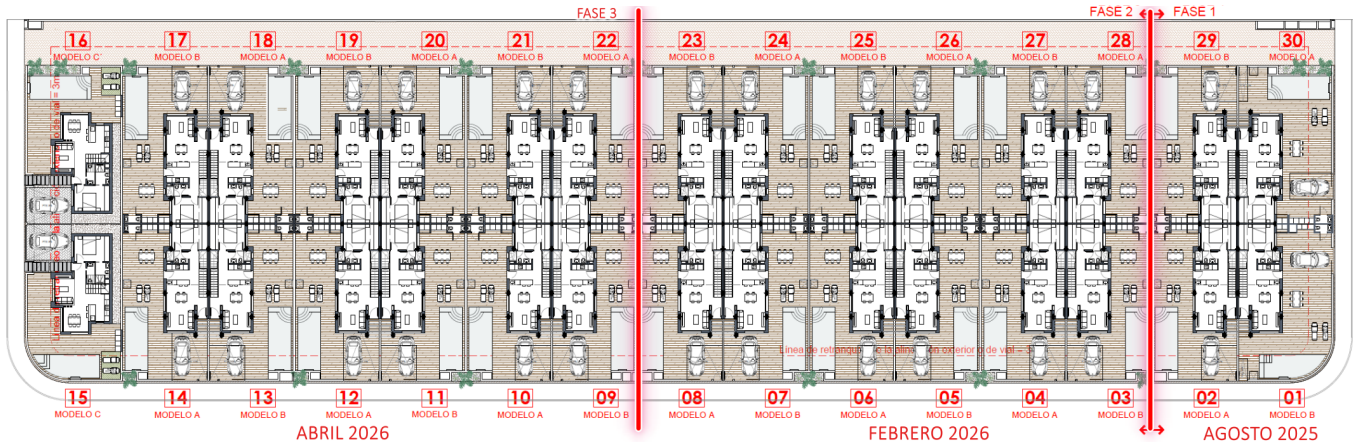 FASE 3
FASE 2
FASE 1
16 17 18 19 20 21 22 23 24 25 26 27 28 29 30
MODELO C' MODELO B MODELO A MODELO B MODELO A MODELO B MODELO A MODELO B MODELO A MODELO B MODELO A MODELO B MODELO A MODELO B MODELO A
15 14 13 12 11 10 09 08 07 06 05 04 03 02 01
MODELO C MODELO A MODELO B MODELO A MODELO B MODELO A MODELO B MODELO A MODELO B MODELO A MODELO B MODELO A MODELO B MODELO A MODELO B
ABRIL 2026
FEBRERO 2026
AGOSTO 2025